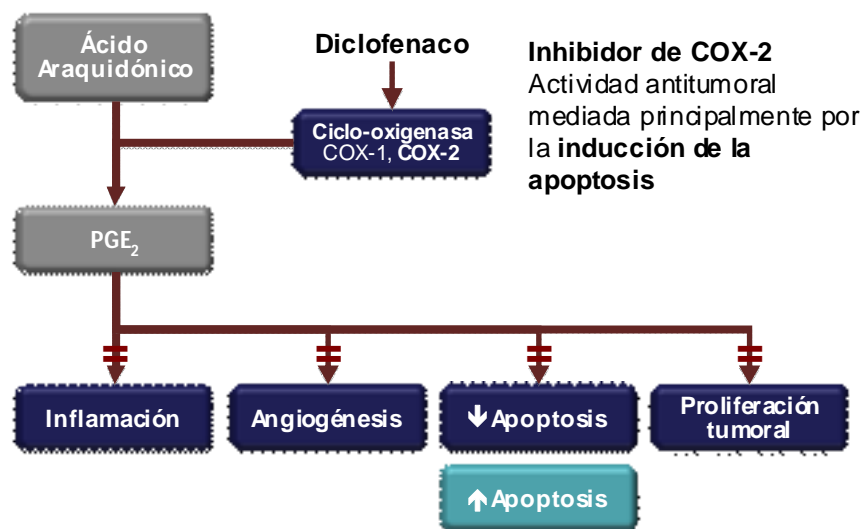 Ácido
Araquidónico
Diclofenaco
Inhibidor de COX-2
Actividad antitumoral
mediada principalmente por
la inducción de la
apoptosis
Ciclo-oxigenasa
COX-1, COX-2
PGE₂
Inflamación
Angiogénesis
↓ Apoptosis
Proliferación
tumoral
↑ Apoptosis